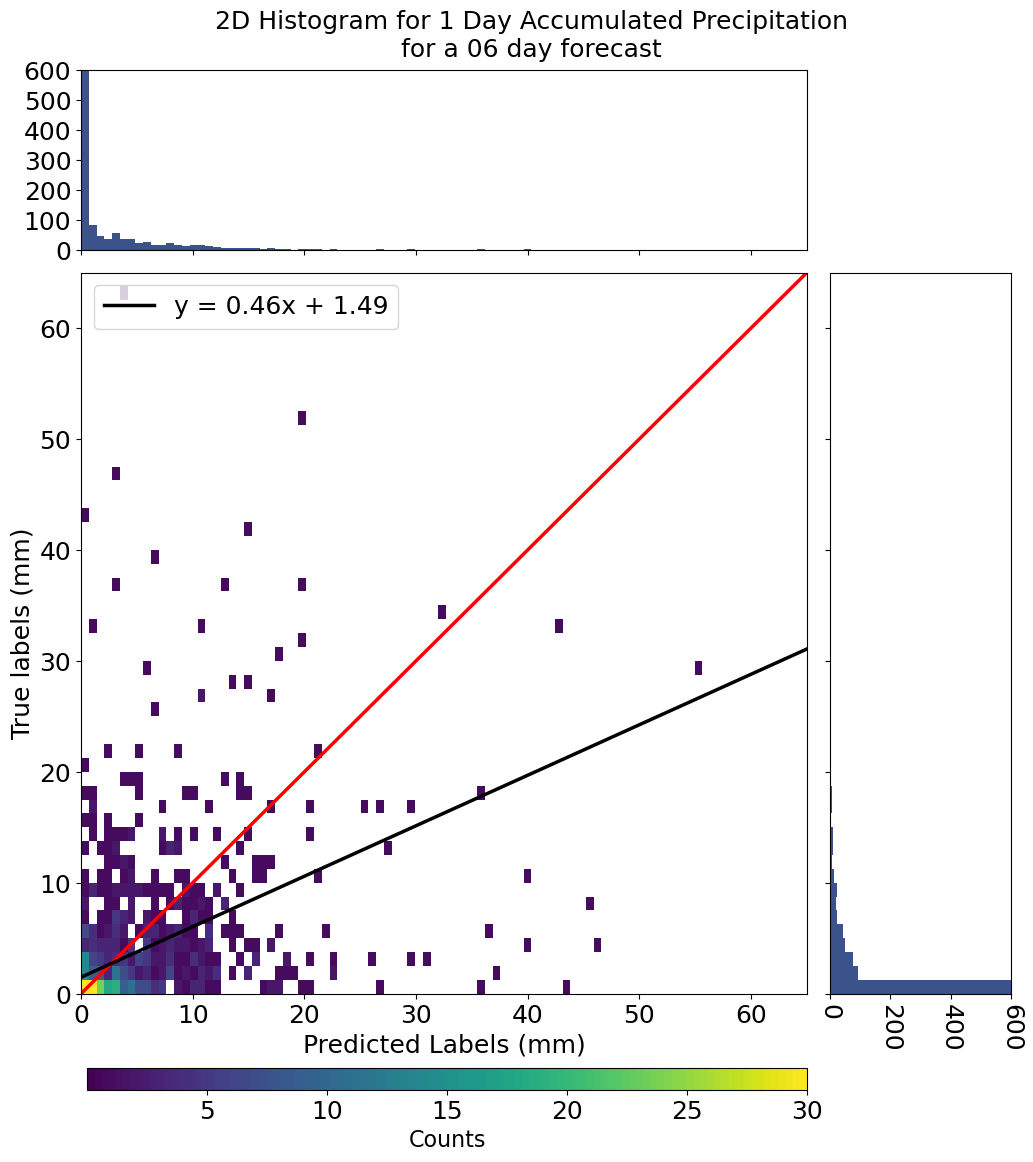 2D Histogram for 1 Day Accumulated Precipitation
for a 06 day forecast
600
500
400
300
200
100
0
y = 0.46x + 1.49
True labels (mm)
60
50
40
30
20
10
0
0 10 20 30 40 50 60
Predicted Labels (mm)
0 200 400 600
5 10 15 20 25 30
Counts